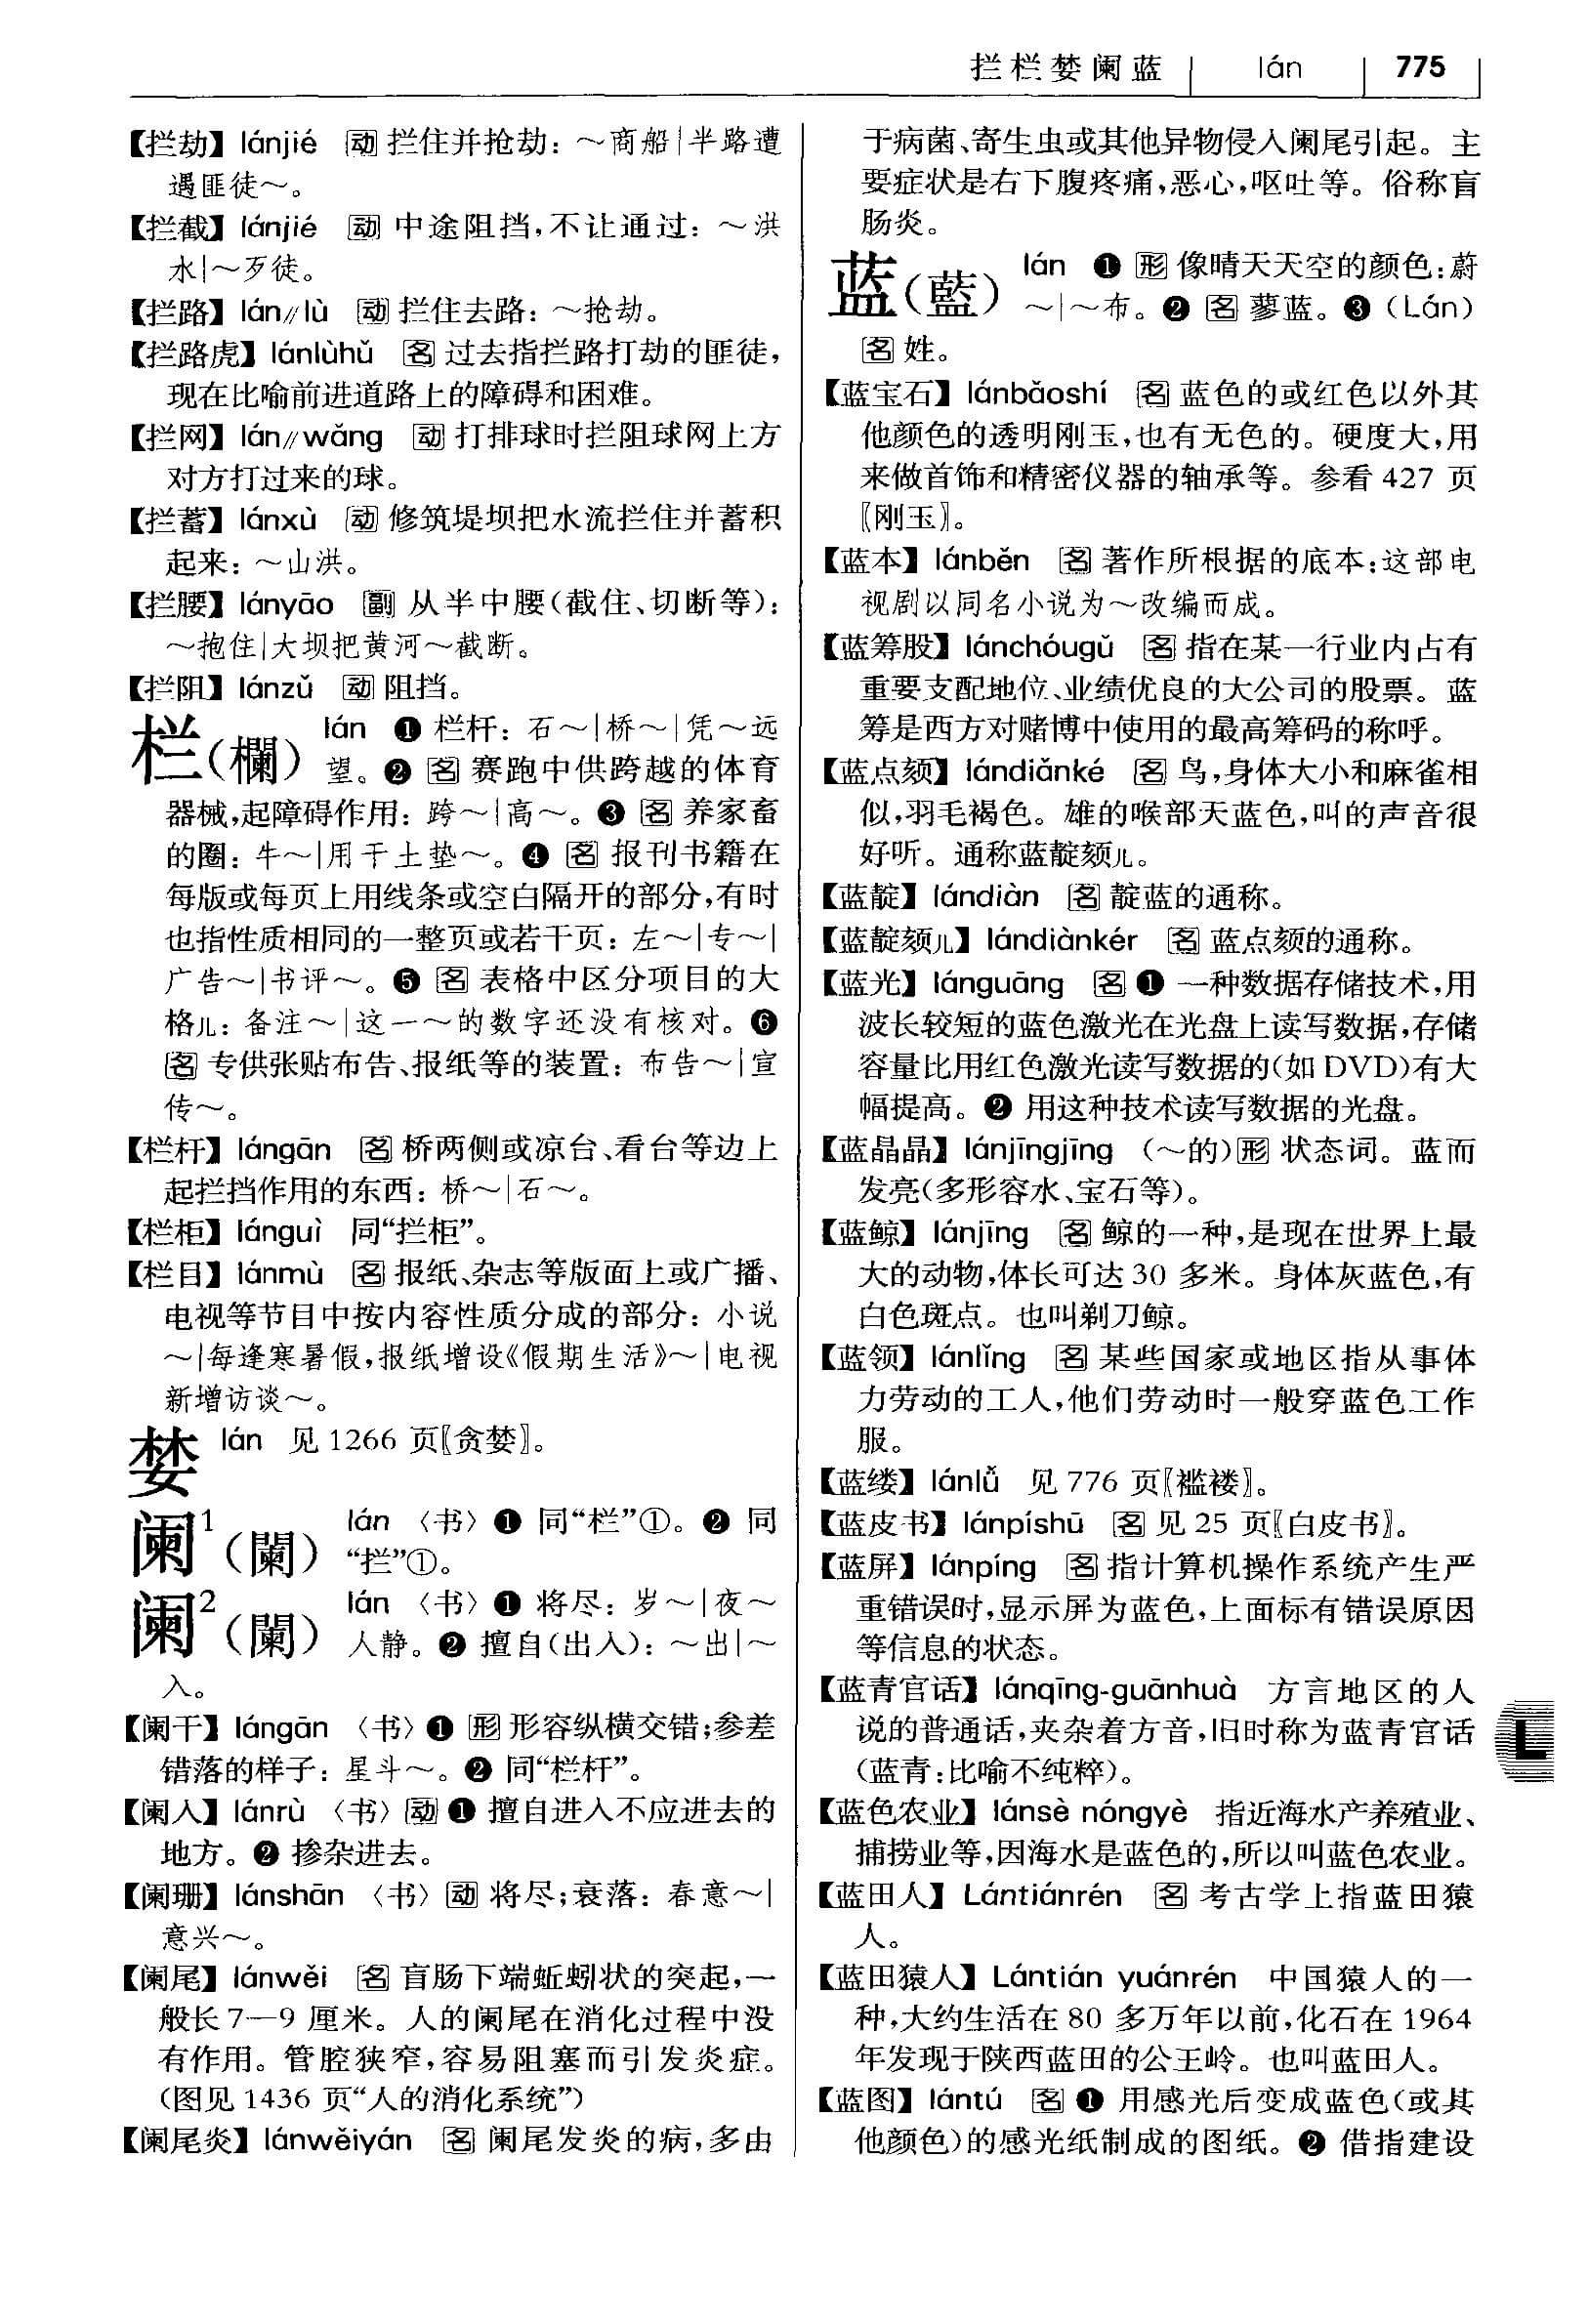 拦栏婪阑蓝 lán 775
【拦劫】lánjié 动 拦住并抢劫：～商船|半路遭
遇匪徒～。
【拦截】lánjié 动 中途阻挡，不让通过：～洪
水|～歹徒。
【拦路】lán∥lù 动 拦住去路：～抢劫。
【拦路虎】lánlùhǔ 名 过去指拦路打劫的匪徒，
现在比喻前进道路上的障碍和困难。
【拦网】lán∥wǎng 动 打排球时拦阻球网上方
对方打过来的球。
【拦蓄】lánxù 动 修筑堤坝把水流拦住并蓄积
起来：～山洪。
【拦腰】lányāo 副 从半中腰（截住、切断等）：
～抱住|大坝把黄河～截断。
【拦阻】lánzǔ 动 阻挡。
栏（欄） lán ❶ 栏杆：石～|桥～|凭～远
望。❷ 名 赛跑中供跨越的体育
器械，起障碍作用：跨～|高～。❸ 名 养家畜
的圈：牛～|用干土垫～。❹ 名 报刊书籍在
每版或每页上用线条或空白隔开的部分，有时
也指性质相同的一整页或若干页：左～|专～|
广告～|书评～。❺ 名 表格中区分项目的大
格儿：备注～|这一～的数字还没有核对。❻
名 专供张贴布告、报纸等的装置：布告～|宣
传～。
【栏杆】lángān 名 桥两侧或凉台、看台等边上
起拦挡作用的东西：桥～|石～。
【栏柜】lánguì 同“拦柜”。
【栏目】lánmù 名 报纸、杂志等版面上或广播、
电视等节目中按内容性质分成的部分：小说
～|每逢寒暑假，报纸增设《假期生活》～|电视
新增访谈～。
婪 lán 见 1266 页〖贪婪〗。
阑¹（闌） lán 〈书〉❶ 同“栏”①。❷ 同
“拦”①。
阑²（闌） lán 〈书〉❶ 将尽：岁～|夜～
人静。❷ 擅自（出入）：～出|～
入。
【阑干】lángān 〈书〉❶ 形 形容纵横交错；参差
错落的样子：星斗～。❷ 同“栏杆”。
【阑入】lánrù 〈书〉动 ❶ 擅自进入不应进去的
地方。❷ 掺杂进去。
【阑珊】lánshān 〈书〉动 将尽；衰落：春意～|
意兴～。
【阑尾】lánwěi 名 盲肠下端蚯蚓状的突起，一
般长 7—9 厘米。人的阑尾在消化过程中没
有作用。管腔狭窄，容易阻塞而引发炎症。
（图见 1436 页“人的消化系统”）
【阑尾炎】lánwěiyán 名 阑尾发炎的病，多由
于病菌、寄生虫或其他异物侵入阑尾引起。主
要症状是右下腹疼痛，恶心，呕吐等。俗称盲
肠炎。
蓝（藍） lán ❶ 形 像晴天天空的颜色：蔚
～|～布。❷ 名 蓼蓝。❸（Lán）
名 姓。
【蓝宝石】lánbǎoshí 名 蓝色的或红色以外其
他颜色的透明刚玉，也有无色的。硬度大，用
来做首饰和精密仪器的轴承等。参看 427 页
〖刚玉〗。
【蓝本】lánběn 名 著作所根据的底本：这部电
视剧以同名小说为～改编而成。
【蓝筹股】lánchóugǔ 名 指在某一行业内占有
重要支配地位、业绩优良的大公司的股票。蓝
筹是西方对赌博中使用的最高筹码的称呼。
【蓝点颏】lándiǎnké 名 鸟，身体大小和麻雀相
似，羽毛褐色。雄的喉部天蓝色，叫的声音很
好听。通称蓝靛颏儿。
【蓝靛】lándiàn 名 靛蓝的通称。
【蓝靛颏儿】lándiànkér 名 蓝点颏的通称。
【蓝光】lánguāng 名 ❶ 一种数据存储技术，用
波长较短的蓝色激光在光盘上读写数据，存储
容量比用红色激光读写数据的（如 DVD）有大
幅提高。❷ 用这种技术读写数据的光盘。
【蓝晶晶】lánjīngjīng （～的）形 状态词。蓝而
发亮（多形容水、宝石等）。
【蓝鲸】lánjīng 名 鲸的一种，是现在世界上最
大的动物，体长可达 30 多米。身体灰蓝色，有
白色斑点。也叫剃刀鲸。
【蓝领】lánlǐng 名 某些国家或地区指从事体
力劳动的工人，他们劳动时一般穿蓝色工作
服。
【蓝缕】lánlǚ 见 776 页〖褴褛〗。
【蓝皮书】lánpíshū 名 见 25 页〖白皮书〗。
【蓝屏】lánpíng 名 指计算机操作系统产生严
重错误时，显示屏为蓝色，上面标有错误原因
等信息的状态。
【蓝青官话】lánqīng-guānhuà 方言地区的人
说的普通话，夹杂着方音，旧时称为蓝青官话
（蓝青：比喻不纯粹）。
【蓝色农业】lánsè nóngyè 指近海水产养殖业、
捕捞业等，因海水是蓝色的，所以叫蓝色农业。
【蓝田人】Lántiánrén 名 考古学上指蓝田猿
人。
【蓝田猿人】Lántián yuánrén 中国猿人的一
种，大约生活在 80 多万年以前，化石在 1964
年发现于陕西蓝田的公王岭。也叫蓝田人。
【蓝图】lántú 名 ❶ 用感光后变成蓝色（或其
他颜色）的感光纸制成的图纸。❷ 借指建设
L